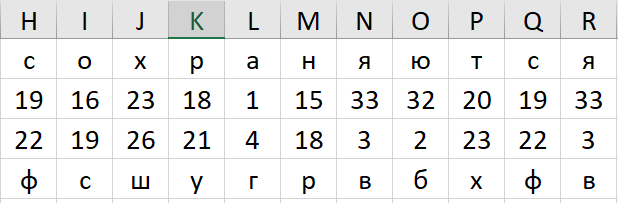 H I J K L M N O P Q R
с о х р а н я ю т с я
19 16 23 18 1 15 33 32 20 19 33
22 19 26 21 4 18 3 2 23 22 3
ф с ш у г р в б х ф в